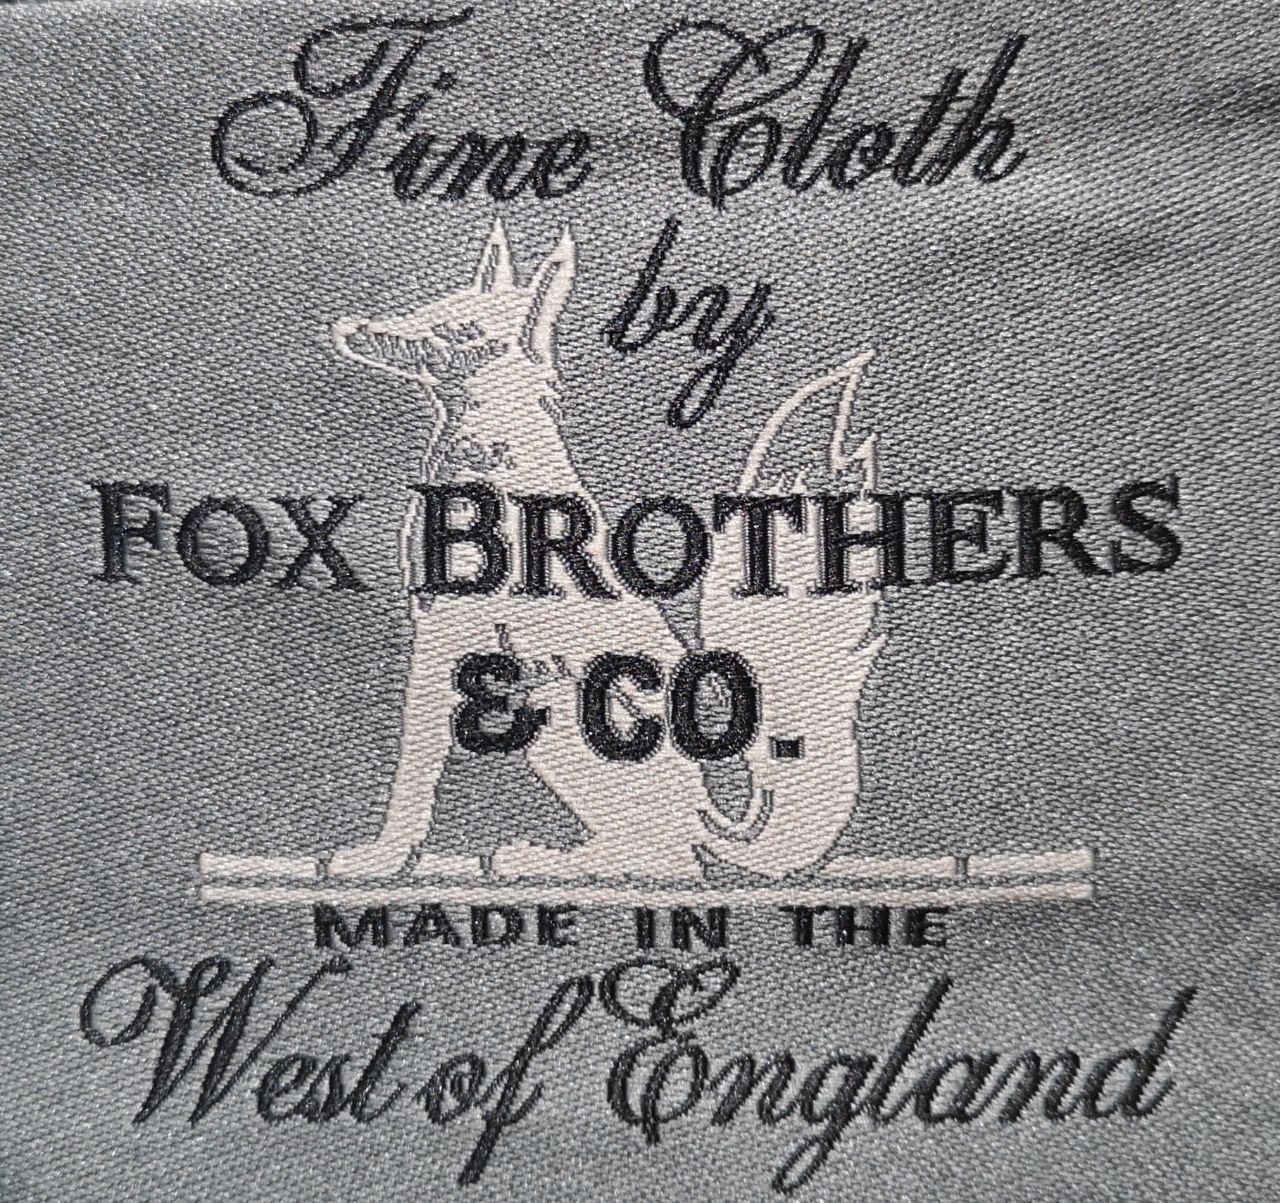 Fine Cloth
by
FOX BROTHERS
& CO.
MADE IN THE
West of England